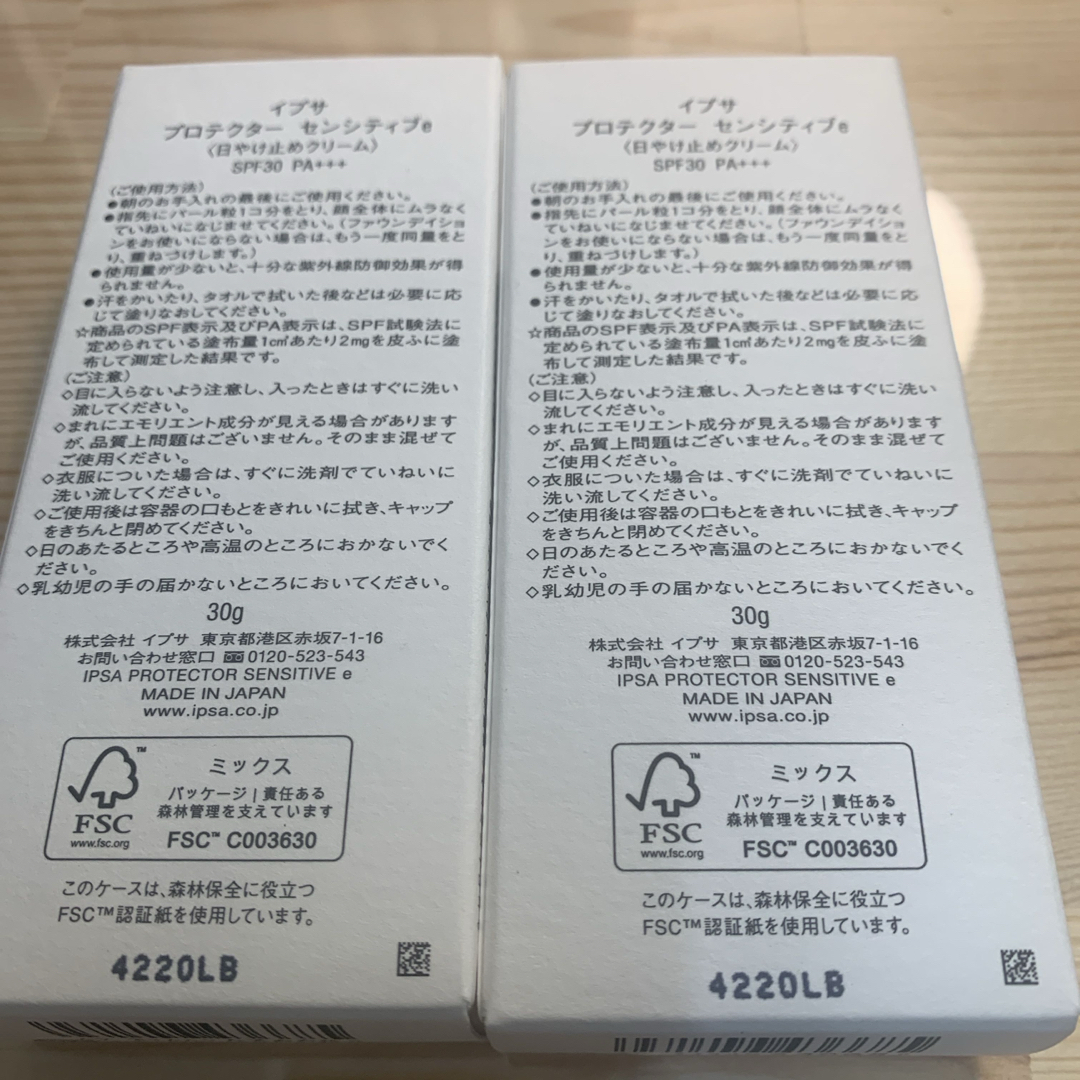 イプサ
プロテクター センシティブe
〈日やけ止めクリーム〉
SPF30 PA+++
〈ご使用方法〉
●朝のお手入れの最後にご使用ください。
●指先にパール粒1コ分をとり、顔全体にムラなく
ていねいになじませてください。(ファウンデイショ
ンをお使いにならない場合は、もう一度同量をと
り、重ねづけします。)
●使用量が少ないと、十分な紫外線防御効果が得
られません。
●汗をかいたり、タオルで拭いた後などは必要に応
じて塗りなおしてください。
☆商品のSPF表示及びPA表示は、SPF試験法に
定められている塗布量1c㎡あたり2mgを皮ふに塗
布して測定した結果です。
〈ご注意〉
◇目に入らないよう注意し、入ったときはすぐに洗い
流してください。
◇まれにエモリエント成分が見える場合があります
が、品質上問題はございません。そのまま混ぜて
ご使用ください。
◇衣服についた場合は、すぐに洗剤でていねいに
洗い流してください。
◇ご使用後は容器の口もとをきれいに拭き、キャップ
をきちんと閉めてください。
◇日のあたるところや高温のところにおかないでく
ださい。
◇乳幼児の手の届かないところにおいてください。
30g
株式会社 イプサ 東京都港区赤坂7-1-16
お問い合わせ窓口 0120-523-543
IPSA PROTECTOR SENSITIVE e
MADE IN JAPAN
www.ipsa.co.jp
FSC™
www.fsc.org
ミックス
パッケージ | 責任ある
森林管理を支えています
FSC™ C003630
このケースは、森林保全に役立つ
FSC™認証紙を使用しています。
4220LB
イプサ
プロテクター センシティブe
〈日やけ止めクリーム〉
SPF30 PA+++
〈ご使用方法〉
●朝のお手入れの最後にご使用ください。
●指先にパール粒1コ分をとり、顔全体にムラなく
ていねいになじませてください。(ファウンデイショ
ンをお使いにならない場合は、もう一度同量をと
り、重ねづけします。)
●使用量が少ないと、十分な紫外線防御効果が得
られません。
●汗をかいたり、タオルで拭いた後などは必要に応
じて塗りなおしてください。
☆商品のSPF表示及びPA表示は、SPF試験法に
定められている塗布量1c㎡あたり2mgを皮ふに塗
布して測定した結果です。
〈ご注意〉
◇目に入らないよう注意し、入ったときはすぐに洗い
流してください。
◇まれにエモリエント成分が見える場合があります
が、品質上問題はございません。そのまま混ぜて
ご使用ください。
◇衣服についた場合は、すぐに洗剤でていねいに
洗い流してください。
◇ご使用後は容器の口もとをきれいに拭き、キャップ
をきちんと閉めてください。
◇日のあたるところや高温のところにおかないでく
ださい。
◇乳幼児の手の届かないところにおいてください。
30g
株式会社 イプサ 東京都港区赤坂7-1-16
お問い合わせ窓口 0120-523-543
IPSA PROTECTOR SENSITIVE e
MADE IN JAPAN
www.ipsa.co.jp
FSC™
www.fsc.org
ミックス
パッケージ | 責任ある
森林管理を支えています
FSC™ C003630
このケースは、森林保全に役立つ
FSC™認証紙を使用しています。
4220LB